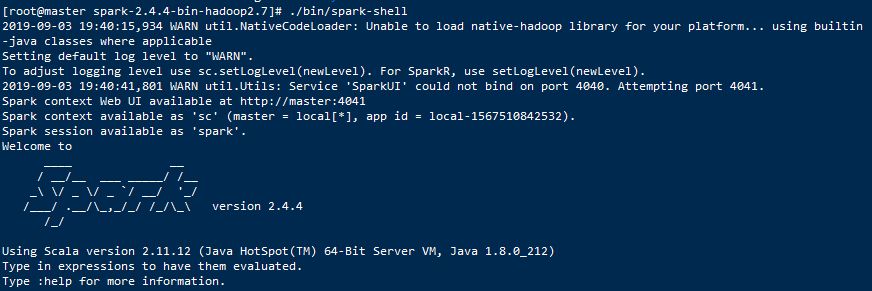 [root@master spark-2.4.4-bin-hadoop2.7]# ./bin/spark-shell
2019-09-03 19:40:15,934 WARN util.NativeCodeLoader: Unable to load native-hadoop library for your platform... using builtin
-java classes where applicable
Setting default log level to "WARN".
To adjust logging level use sc.setLogLevel(newLevel). For SparkR, use setLogLevel(newLevel).
2019-09-03 19:40:41,801 WARN util.Utils: Service 'SparkUI' could not bind on port 4040. Attempting port 4041.
Spark context Web UI available at http://master:4041
Spark context available as 'sc' (master = local[*], app id = local-1567510842532).
Spark session available as 'spark'.
Welcome to
      ____              __
     / __/__  ___ _____/ /__
    _\ \/ _ \/ _ `/ __/  '_/
   /___/ .__/\_,_/_/ /_/\_\   version 2.4.4
      /_/
Using Scala version 2.11.12 (Java HotSpot(TM) 64-Bit Server VM, Java 1.8.0_212)
Type in expressions to have them evaluated.
Type :help for more information.